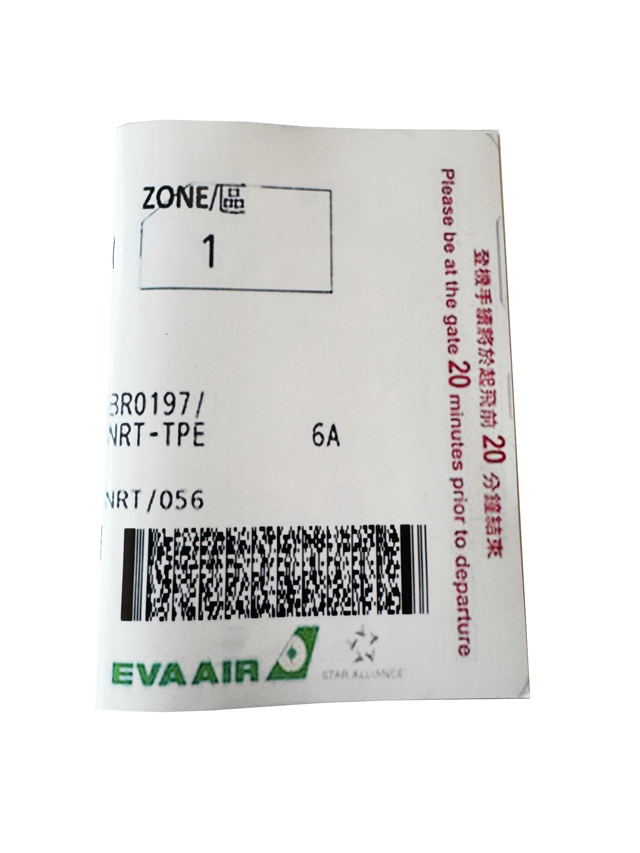 ZONE/區
1
BR0197/
NRT-TPE 6A
NRT/056
EVA AIR
STAR ALLIANCE
登機手續將於起飛前 20 分鐘結束
Please be at the gate 20 minutes prior to departure